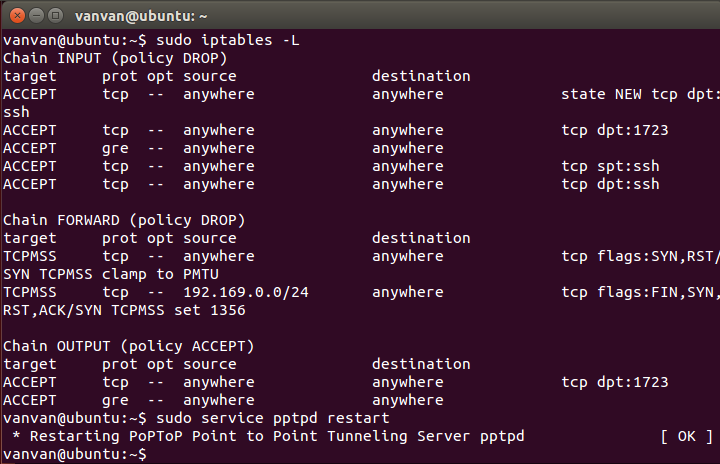 vanvan@ubuntu: ~
vanvan@ubuntu:~$ sudo iptables -L
Chain INPUT (policy DROP)
target     prot opt source               destination
ACCEPT     tcp  --  anywhere             anywhere             state NEW tcp dpt:
ssh
ACCEPT     tcp  --  anywhere             anywhere             tcp dpt:1723
ACCEPT     gre  --  anywhere             anywhere
ACCEPT     tcp  --  anywhere             anywhere             tcp spt:ssh
ACCEPT     tcp  --  anywhere             anywhere             tcp dpt:ssh
Chain FORWARD (policy DROP)
target     prot opt source               destination
TCPMSS     tcp  --  anywhere             anywhere             tcp flags:SYN,RST/
SYN TCPMSS clamp to PMTU
TCPMSS     tcp  --  192.169.0.0/24       anywhere             tcp flags:FIN,SYN,
RST,ACK/SYN TCPMSS set 1356
Chain OUTPUT (policy ACCEPT)
target     prot opt source               destination
ACCEPT     tcp  --  anywhere             anywhere             tcp dpt:1723
ACCEPT     gre  --  anywhere             anywhere
vanvan@ubuntu:~$ sudo service pptpd restart
 * Restarting PoPToP Point to Point Tunneling Server pptpd               [ OK ]
vanvan@ubuntu:~$